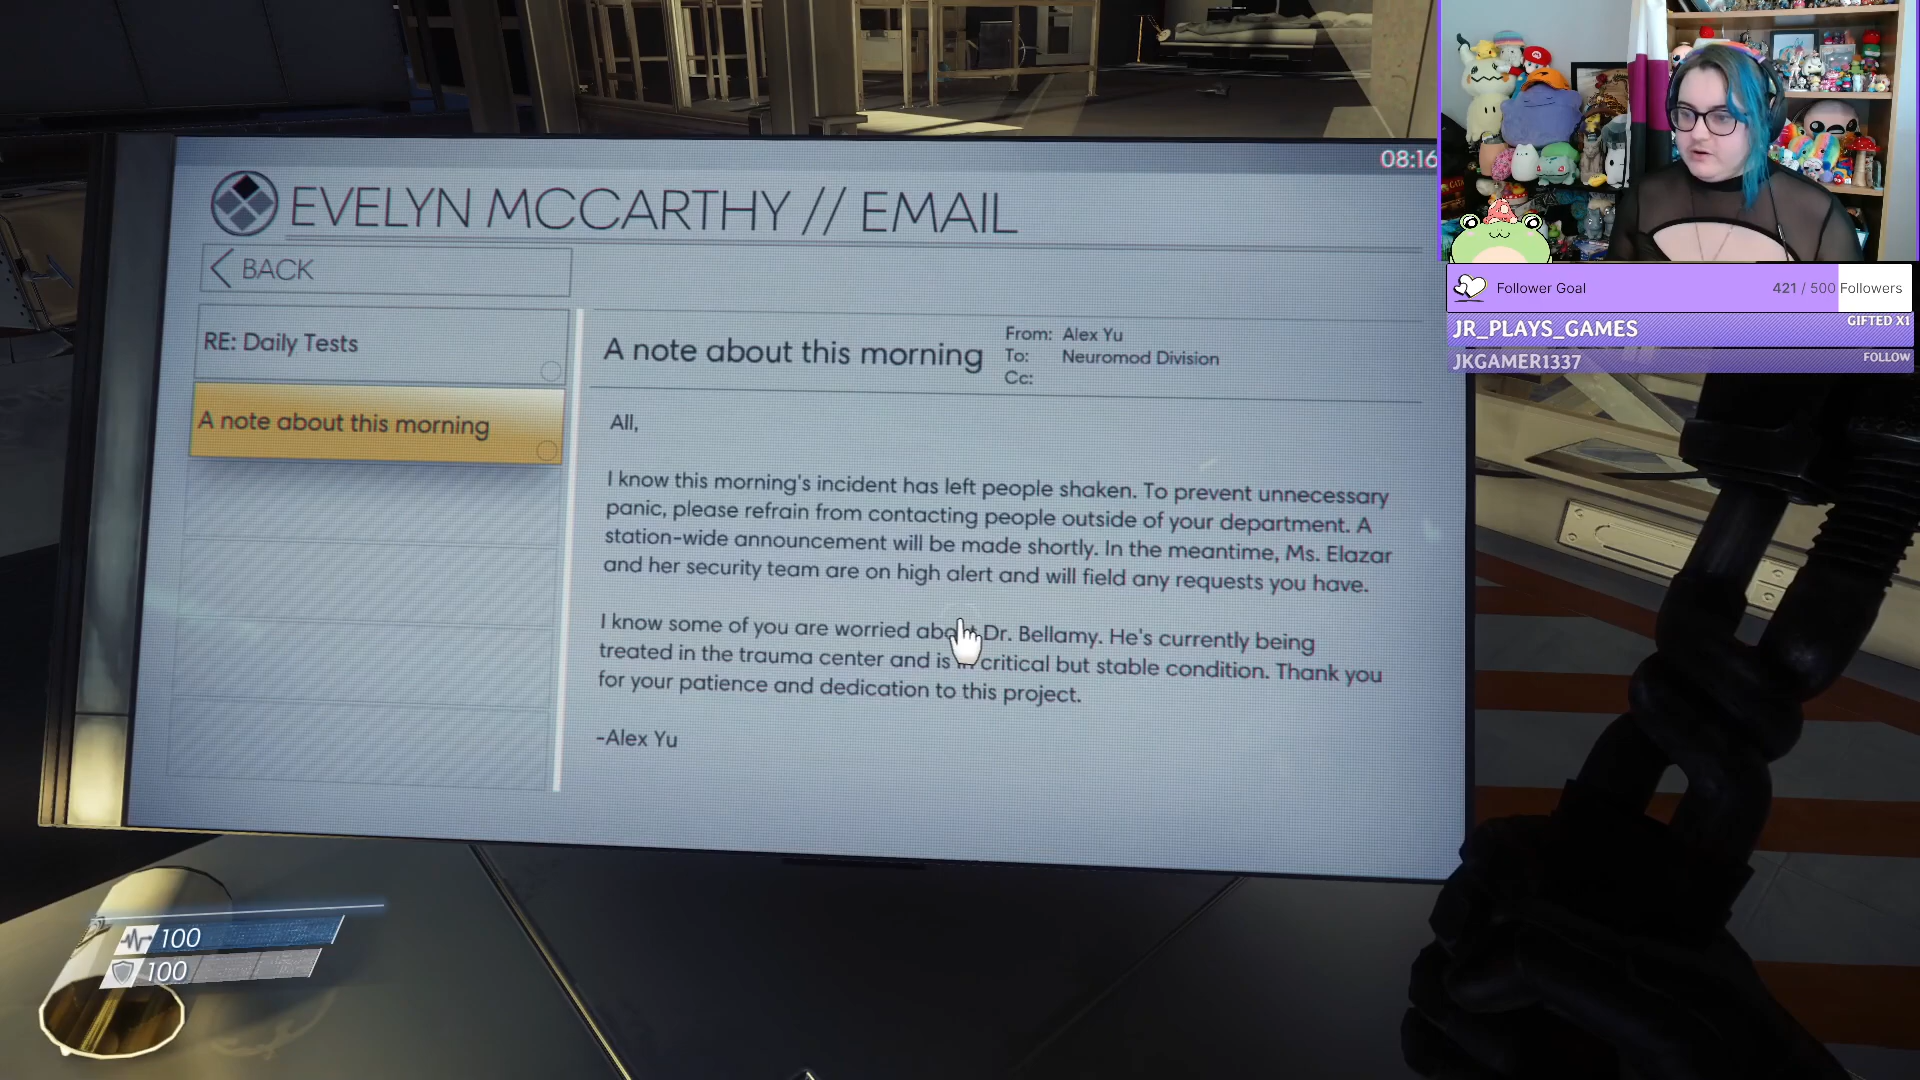 08:16
EVELYN MCCARTHY // EMAIL
BACK
RE: Daily Tests
A note about this morning
A note about this morning
From: Alex Yu
To: Neuromod Division
Cc:
All,
I know this morning's incident has left people shaken. To prevent unnecessary
panic, please refrain from contacting people outside of your department. A
station-wide announcement will be made shortly. In the meantime, Ms. Elazar
and her security team are on high alert and will field any requests you have.
I know some of you are worried about Dr. Bellamy. He's currently being
treated in the trauma center and is in critical but stable condition. Thank you
for your patience and dedication to this project.
-Alex Yu
Follower Goal
421 / 500 Followers
JR_PLAYS_GAMES
GIFTED X1
JKGAMER1337
FOLLOW
100
100